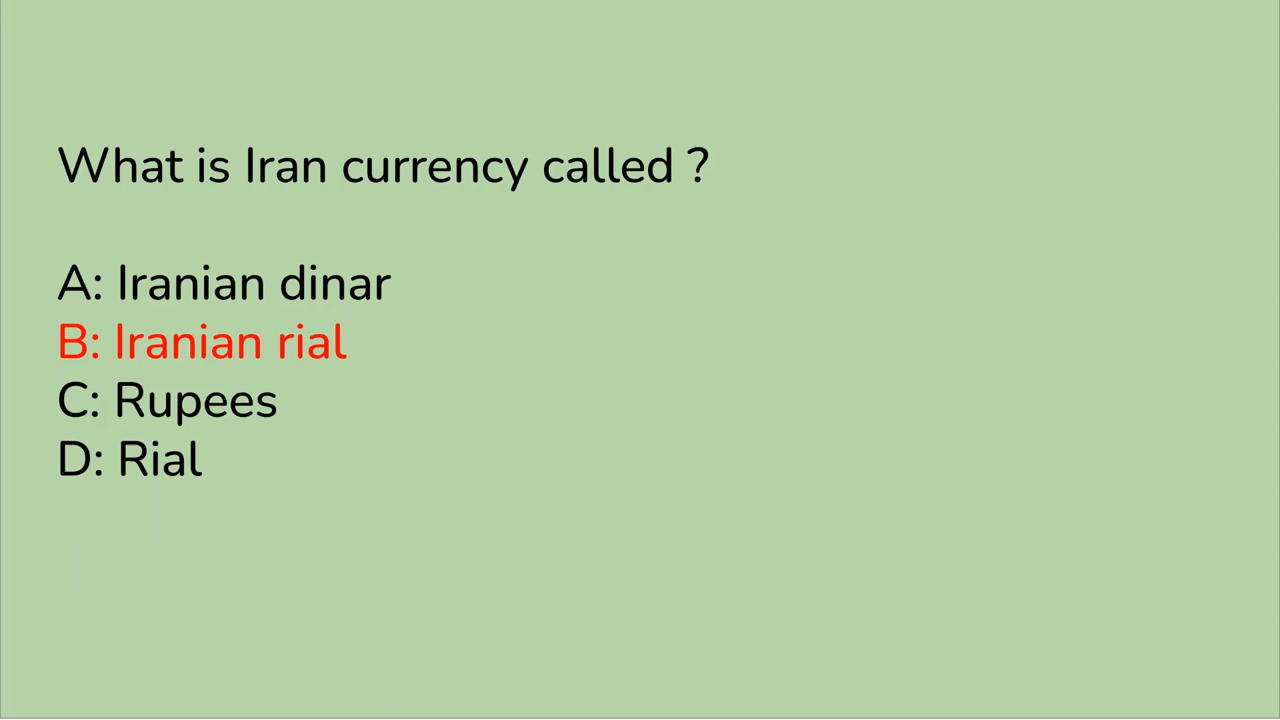 What is Iran currency called ?
A: Iranian dinar
B: Iranian rial
C: Rupees
D: Rial